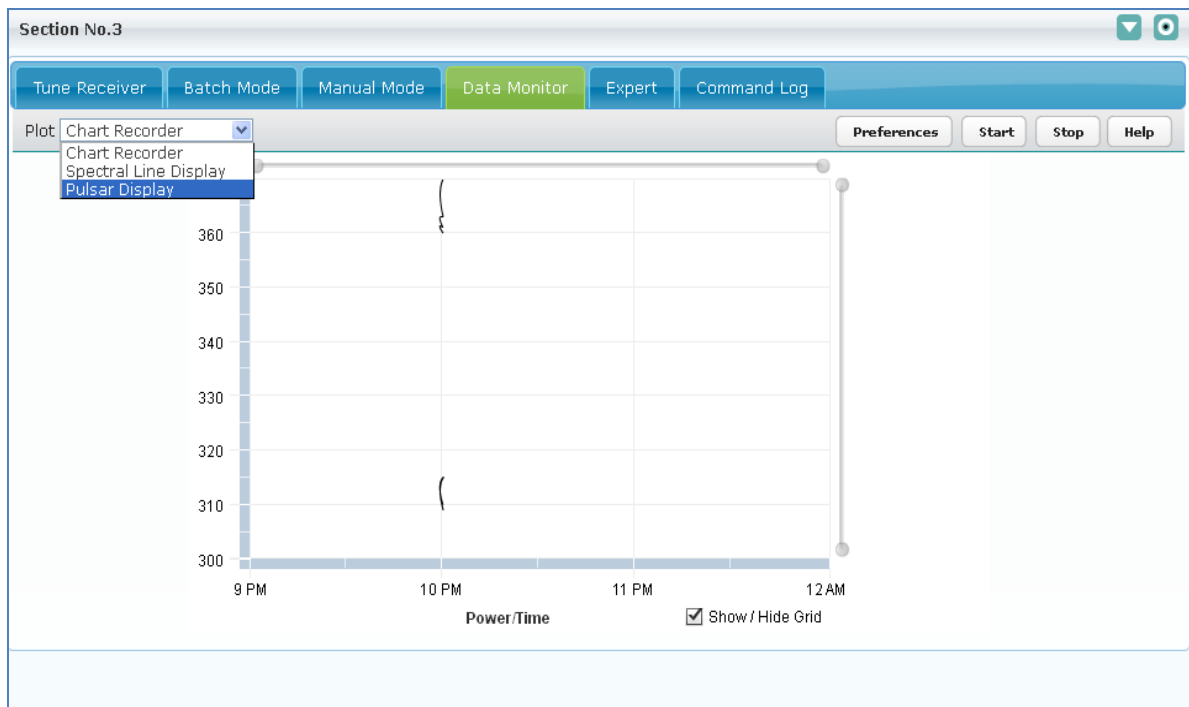 Section No.3
Tune Receiver Batch Mode Manual Mode Data Monitor Expert Command Log
Plot Chart Recorder Preferences Start Stop Help
Chart Recorder
Spectral Line Display
Pulsar Display
360
350
340
330
320
310
300
9 PM 10 PM 11 PM 12 AM
Power/Time Show / Hide Grid